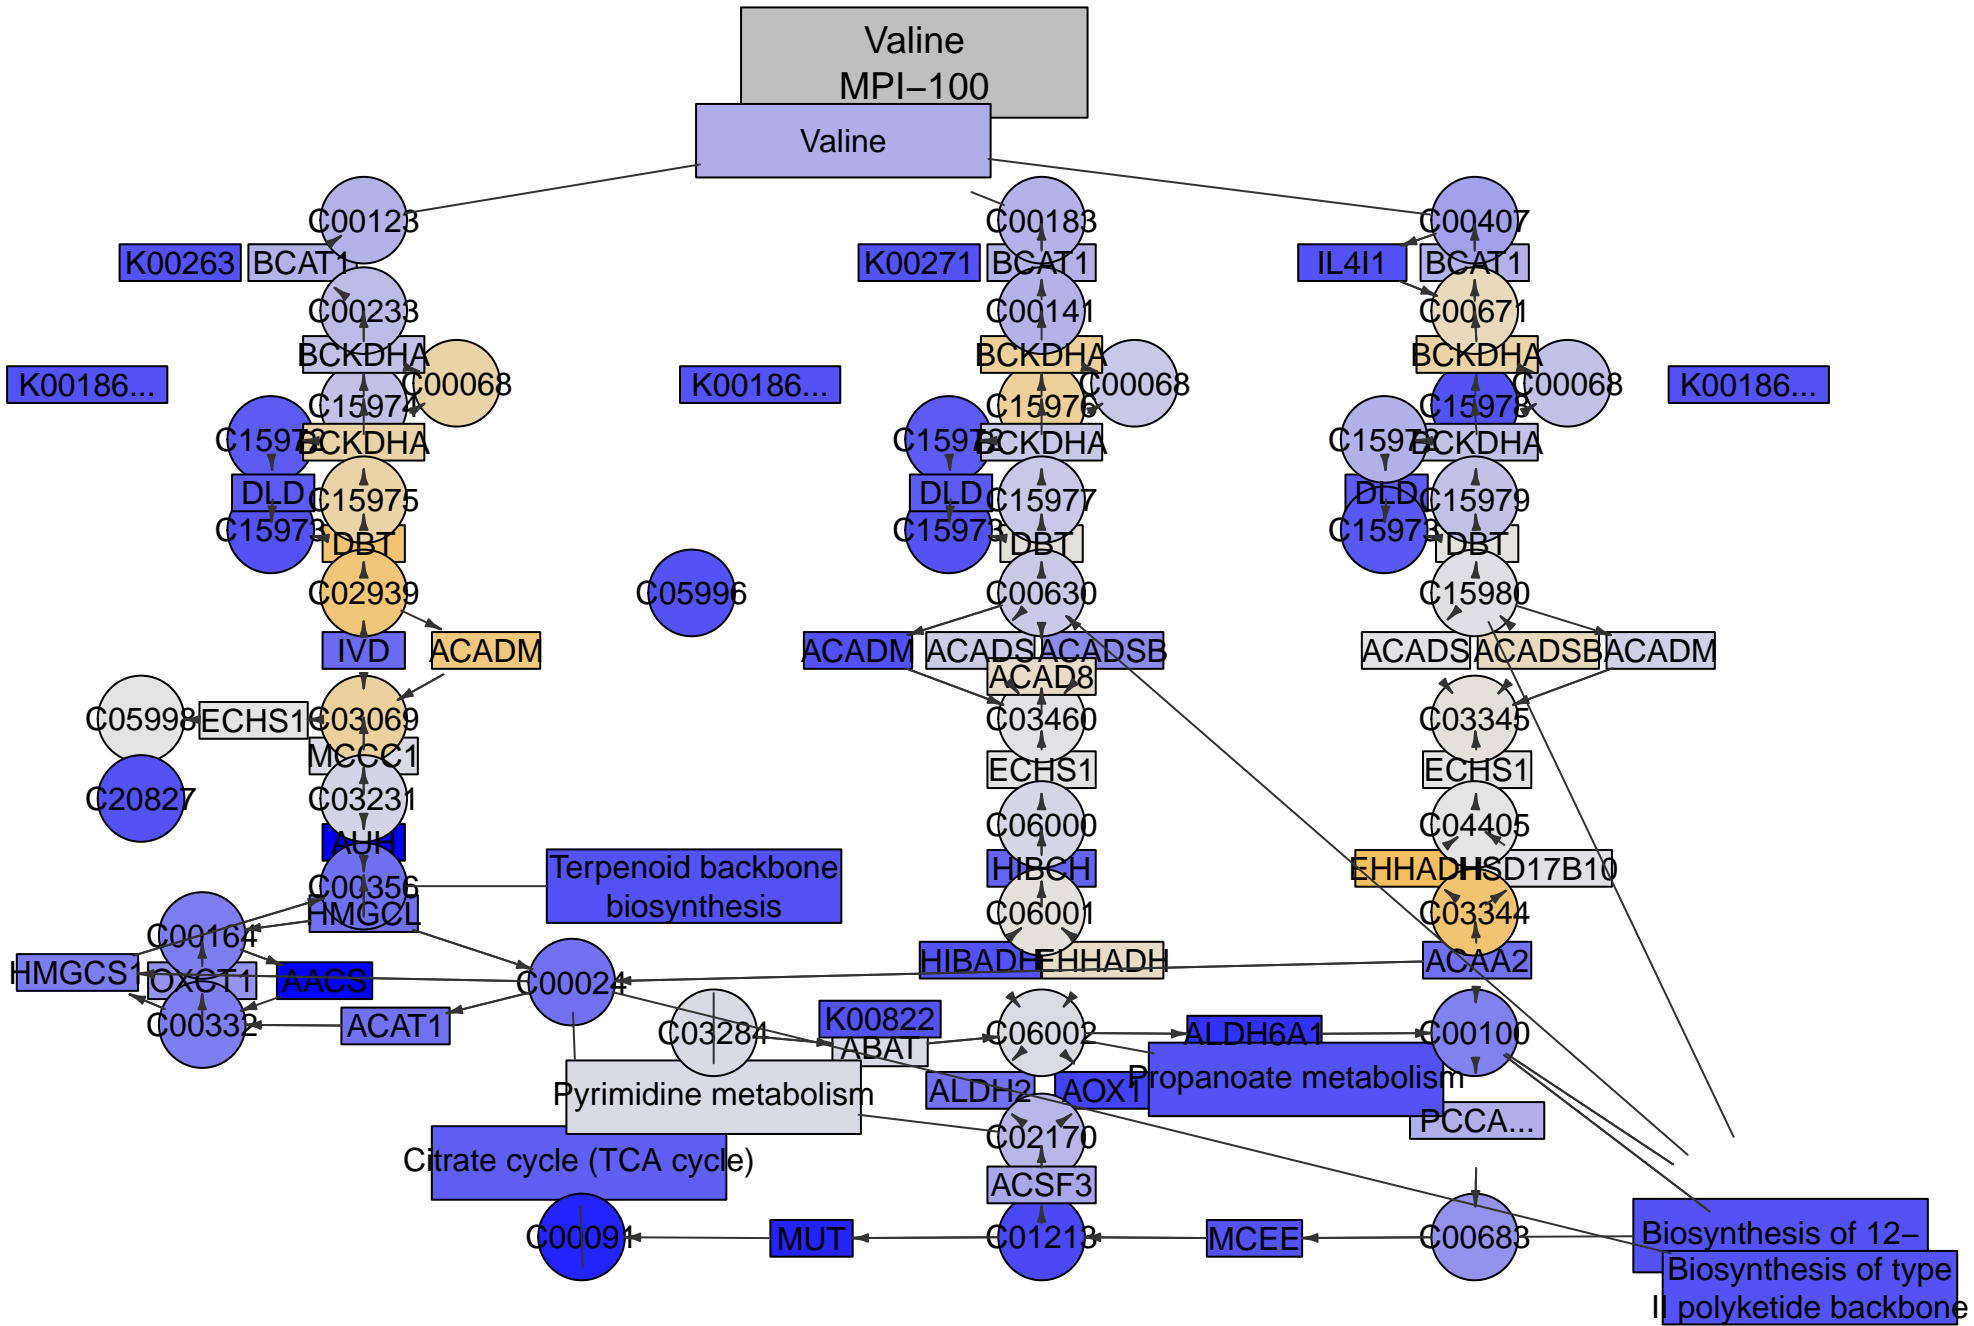 Valine
MPI−100
Valine
C00123
C00183
C00407
K00263
BCAT1
K00271
BCAT1
IL4I1
BCAT1
C00233
C00141
C00671
BCKDHA
BCKDHA
BCKDHA
K00186...
C15974
C00068
K00186...
C15976
C00068
C15978
C00068
K00186...
C15972
BCKDHA
C15972
BCKDHA
C15972
BCKDHA
DLD
C15975
DLD
C15977
DLD
C15979
C15973
DBT
C15973
DBT
C15973
DBT
C02939
C05996
C00630
C15980
IVD
ACADM
ACADM
ACADS
ACADSB
ACADS
ACADSB
ACADM
ACAD8
C05998
ECHS1
C03069
C03460
C03345
MCCC1
ECHS1
ECHS1
C20827
C03231
C06000
C04405
AUH
HIBCH
EHHADH
HSD17B10
Terpenoid backbone
biosynthesis
C00356
HMGCL
C06001
C03344
C00164
HMGCS1
OXCT1
AACS
C00024
HIBADH
EHHADH
ACAA2
C00332
ACAT1
C03284
K00822
ABAT
C06002
ALDH6A1
C00100
Pyrimidine metabolism
ALDH2
AOX1
Propanoate metabolism
PCCA...
C02170
Citrate cycle (TCA cycle)
ACSF3
C00091
MUT
C01213
MCEE
C00683
Biosynthesis of 12−
Biosynthesis of type
II polyketide backbone